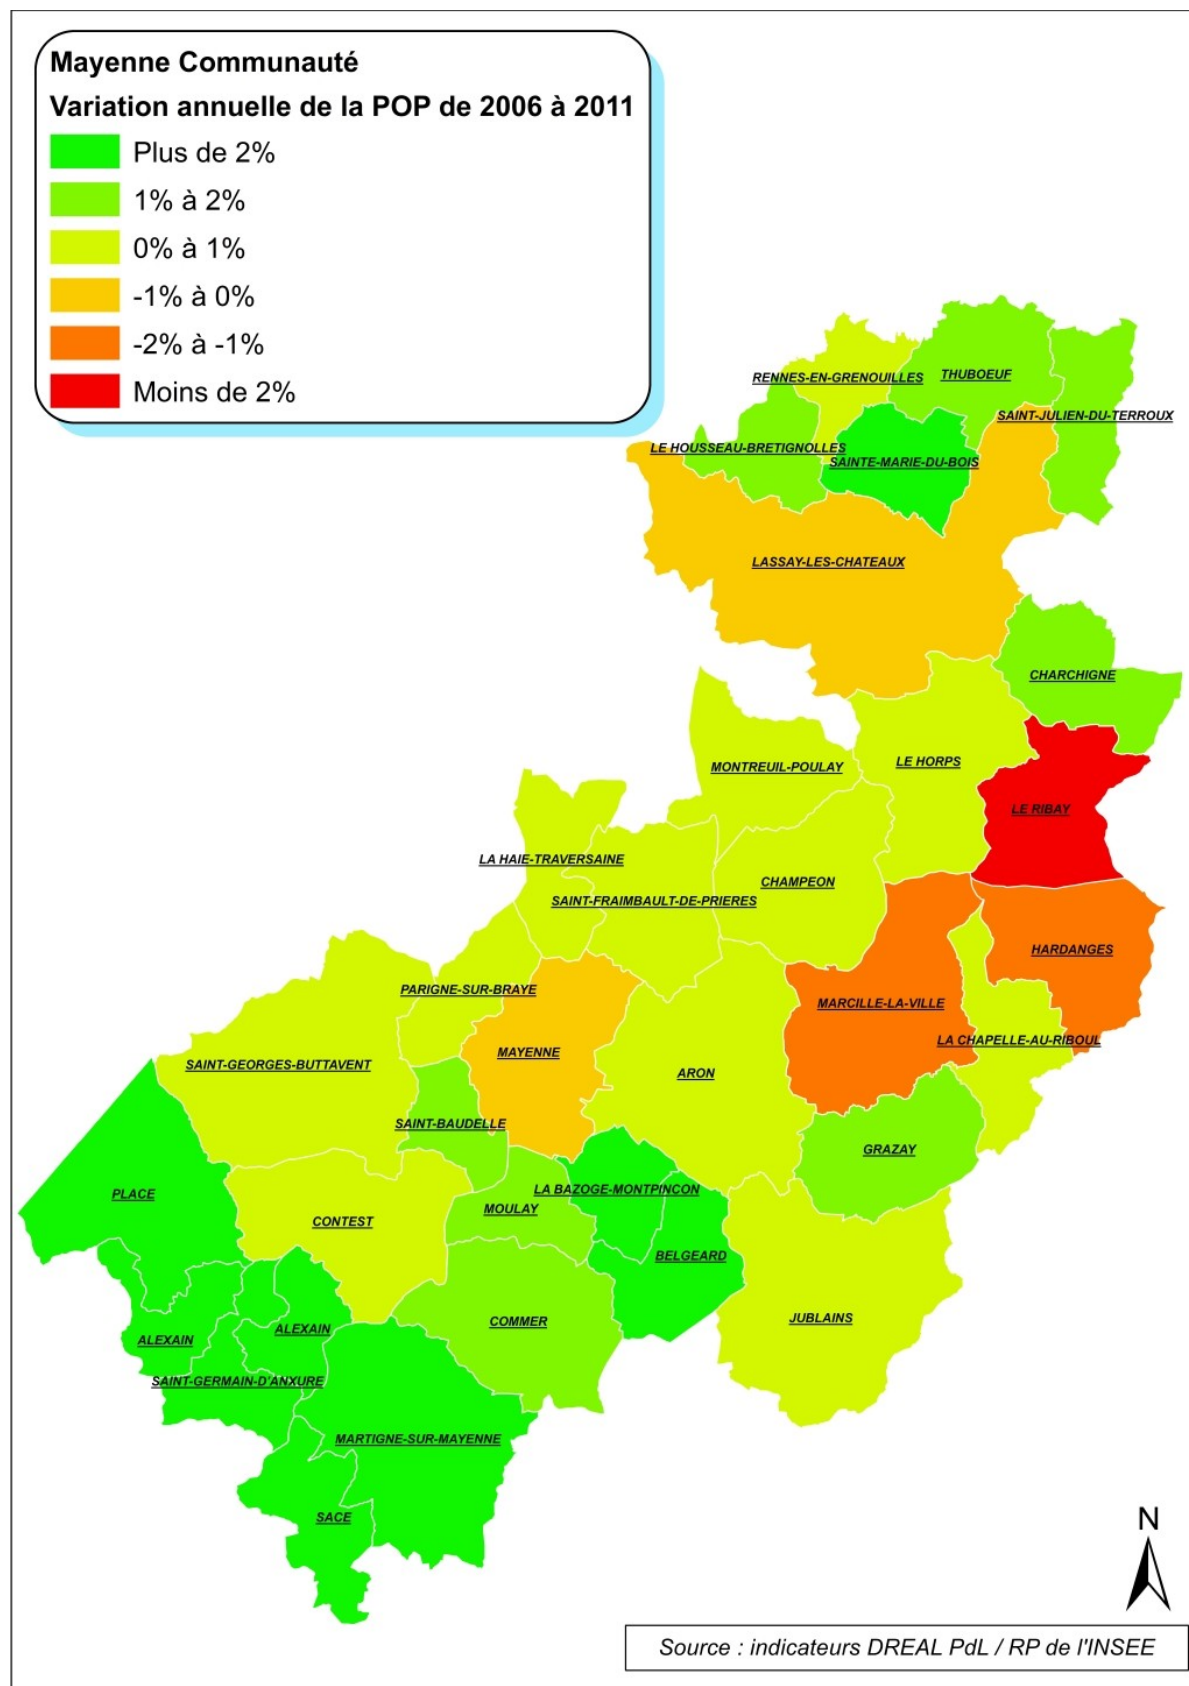 Mayenne Communauté
Variation annuelle de la POP de 2006 à 2011
Plus de 2%
1% à 2%
0% à 1%
-1% à 0%
-2% à -1%
Moins de 2%
RENNES-EN-GRENOUILLES
THUBOEUF
SAINT-JULIEN-DU-TERROUX
LE HOUSSEAU-BRETIGNOLLES
SAINTE-MARIE-DU-BOIS
LASSAY-LES-CHATEAUX
CHARCHIGNE
MONTREUIL-POULAY
LE HORPS
LE RIBAY
LA HAIE-TRAVERSAINE
CHAMPEON
SAINT-FRAIMBAULT-DE-PRIERES
HARDANGES
PARIGNE-SUR-BRAYE
MARCILLE-LA-VILLE
LA CHAPELLE-AU-RIBOUL
MAYENNE
SAINT-GEORGES-BUTTAVENT
ARON
SAINT-BAUDELLE
GRAZAY
PLACE
LA BAZOGE-MONTPINCON
MOULAY
CONTEST
BELGEARD
JUBLAINS
COMMER
ALEXAIN
ALEXAIN
SAINT-GERMAIN-D'ANXURE
MARTIGNE-SUR-MAYENNE
SACE
N
Source : indicateurs DREAL PdL / RP de l'INSEE